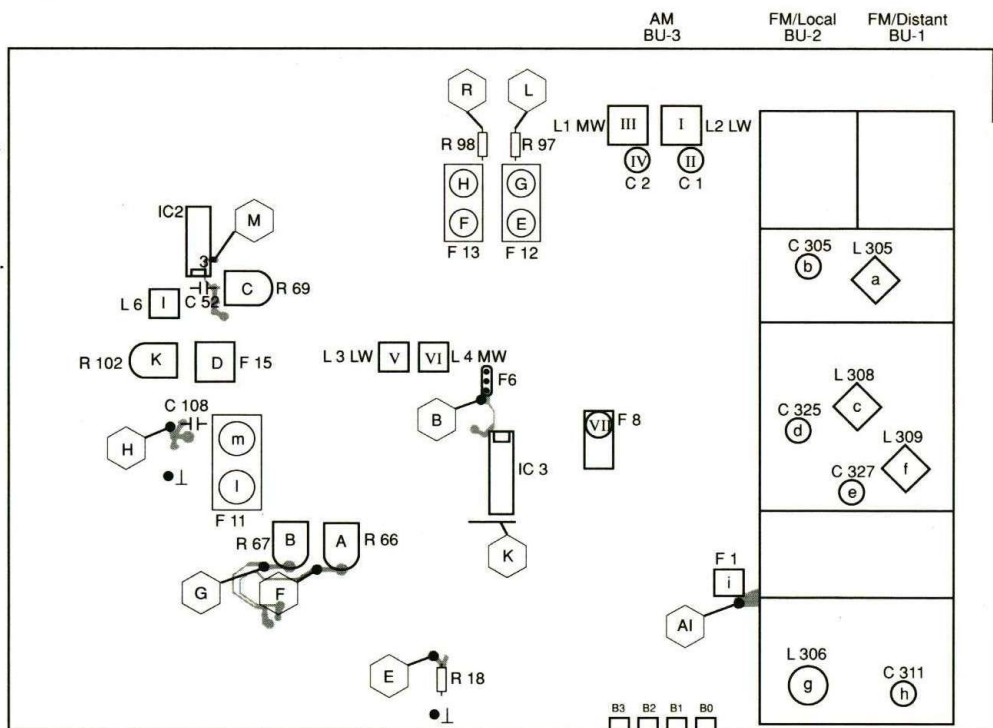 AM FM/Local FM/Distant
BU-3 BU-2 BU-1
R L
L1 MW III I L2 LW
R 98 R 97
IV II
C 2 C 1
H G
F E
F 13 F 12
IC2 M
3
C 305 L 305
b a
C R 69
L 6 I C 52
R 102 K D F 15
L 3 LW V VI L 4 MW
F6
L 308
C 108 B VII F 8
C 325 c
d
H m
L 309
IC 3 f
C 327
l e
F 11
R 67 B A R 66
K
F 1
G F i
AI
L 306
E R 18 g C 311
h
B3 B2 B1 B0